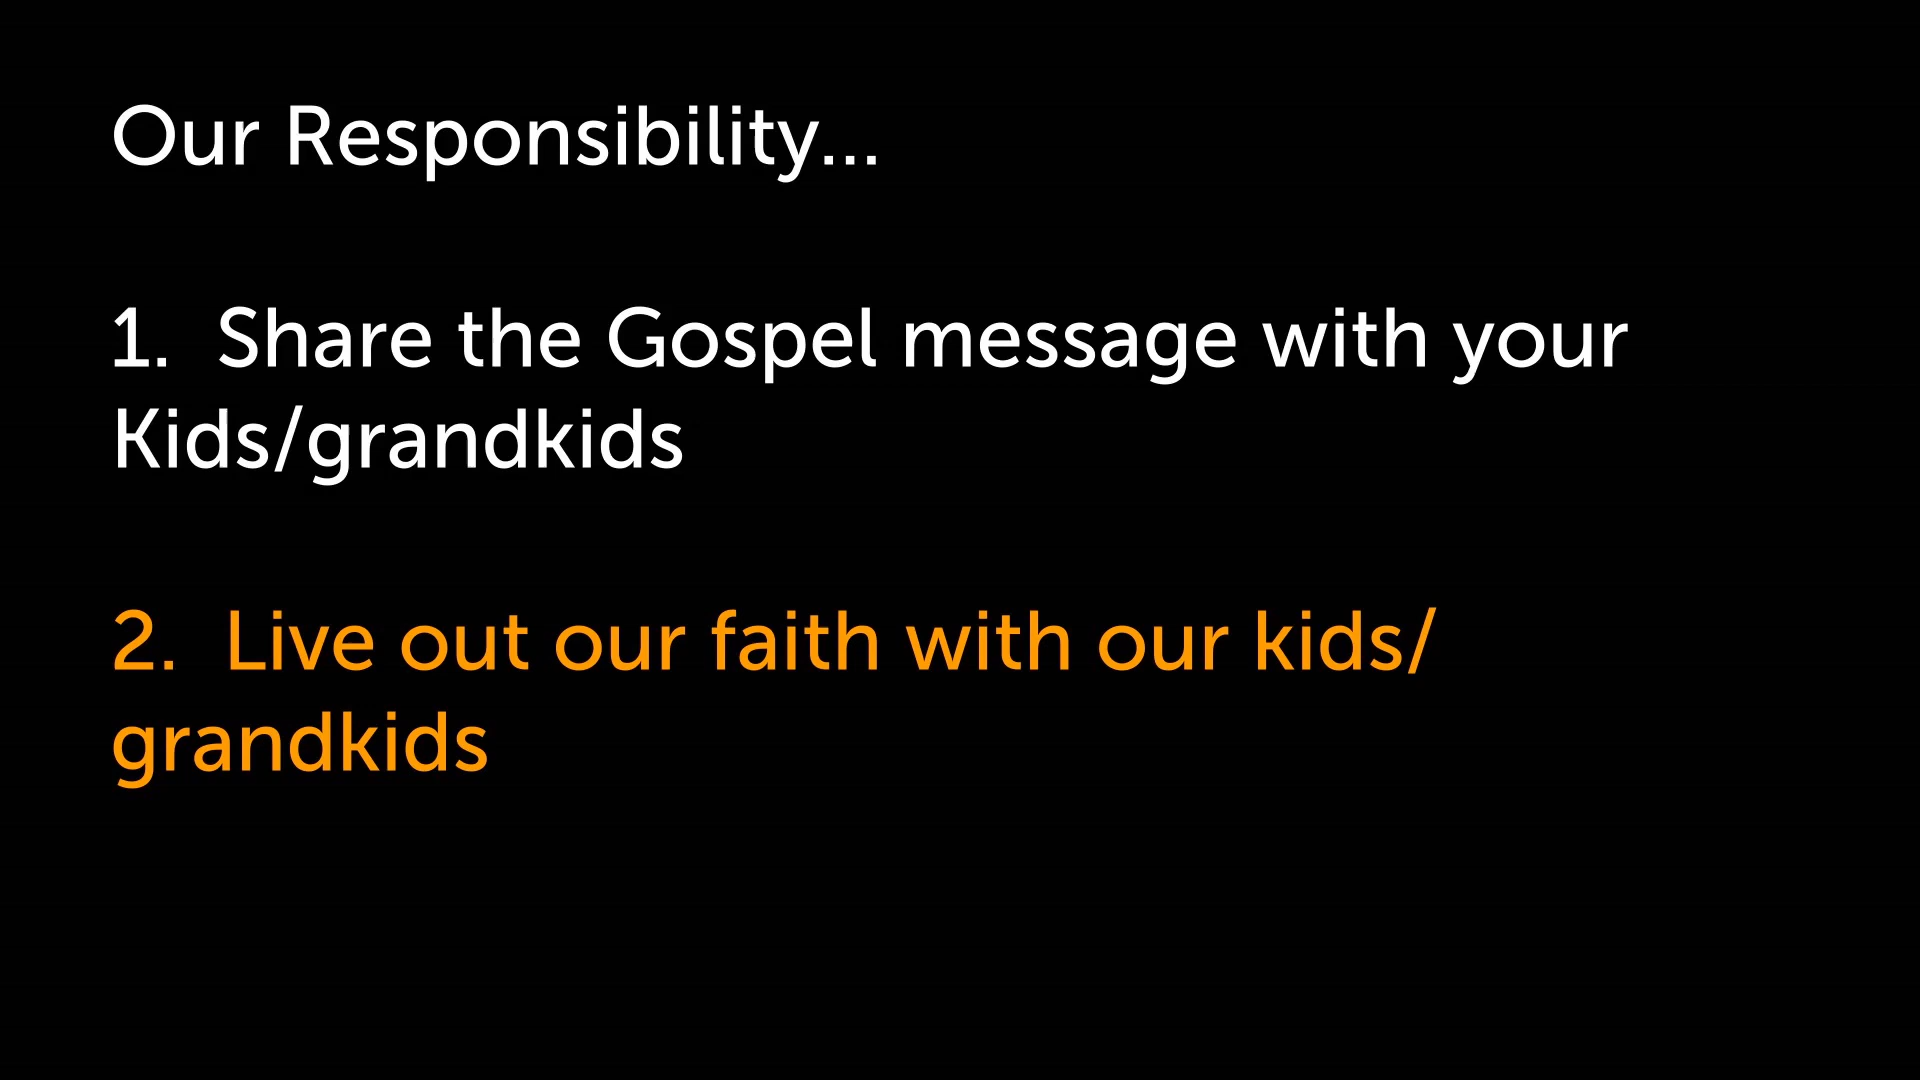 Our Responsibility...
1.  Share the Gospel message with your
Kids/grandkids
2.  Live out our faith with our kids/
grandkids